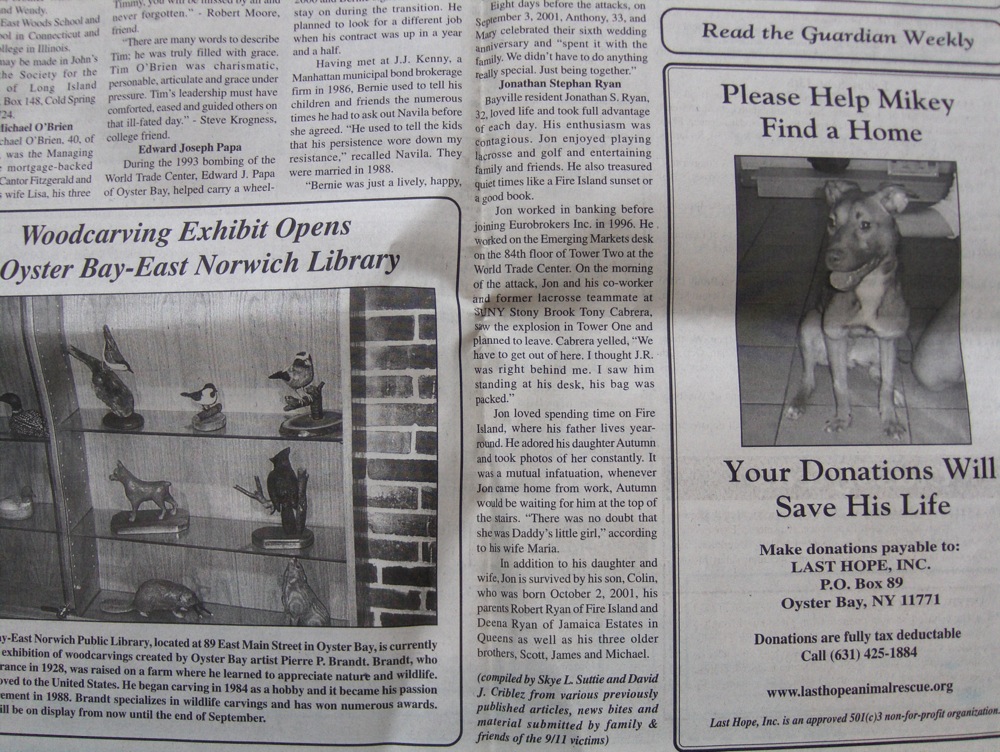 nd Wendy.
East Woods School and
ool in Connecticut and
llege in Illinois.
may be made in John's
he Society for the
of Long Island
Box 148, Cold Spring
724.
Michael O'Brien
chael O'Brien, 40, of
was the Managing
mortgage-backed
Cantor Fitzgerald and
s wife Lisa, his three
Timmy, you will be missed by all and
never forgotten." - Robert Moore,
friend.
"There are many words to describe
Tim; he was truly filled with grace.
Tim O'Brien was charismatic,
personable, articulate and grace under
pressure. Tim's leadership must have
comforted, eased and guided others on
that ill-fated day." - Steve Krogness,
college friend.
Edward Joseph Papa
During the 1993 bombing of the
World Trade Center, Edward J. Papa
of Oyster Bay, helped carry a wheel-
stay on during the transition. He
planned to look for a different job
when his contract was up in a year
and a half.
Having met at J.J. Kenny, a
Manhattan municipal bond brokerage
firm in 1986, Bernie used to tell his
children and friends the numerous
times he had to ask out Navila before
she agreed. "He used to tell the kids
that his persistence wore down my
resistance," recalled Navila. They
were married in 1988.
"Bernie was just a lively, happy,
Woodcarving Exhibit Opens
Oyster Bay-East Norwich Library
ay-East Norwich Public Library, located at 89 East Main Street in Oyster Bay, is currently
exhibition of woodcarvings created by Oyster Bay artist Pierre P. Brandt. Brandt, who
rance in 1928, was raised on a farm where he learned to appreciate nature and wildlife.
oved to the United States. He began carving in 1984 as a hobby and it became his passion
ement in 1988. Brandt specializes in wildlife carvings and has won numerous awards.
ill be on display from now until the end of September.
Eight days before the attacks, on
September 3, 2001, Anthony, 33, and
Mary celebrated their sixth wedding
anniversary and "spent it with the
family. We didn't have to do anything
really special. Just being together."
Jonathan Stephan Ryan
Bayville resident Jonathan S. Ryan,
32, loved life and took full advantage
of each day. His enthusiasm was
contagious. Jon enjoyed playing
lacrosse and golf and entertaining
family and friends. He also treasured
quiet times like a Fire Island sunset or
a good book.
Jon worked in banking before
joining Eurobrokers Inc. in 1996. He
worked on the Emerging Markets desk
on the 84th floor of Tower Two at the
World Trade Center. On the morning
of the attack, Jon and his co-worker
and former lacrosse teammate at
SUNY Stony Brook Tony Cabrera,
saw the explosion in Tower One and
planned to leave. Cabrera yelled, "We
have to get out of here. I thought J.R.
was right behind me. I saw him
standing at his desk, his bag was
packed."
Jon loved spending time on Fire
Island, where his father lives year-
round. He adored his daughter Autumn
and took photos of her constantly. It
was a mutual infatuation, whenever
Jon came home from work, Autumn
would be waiting for him at the top of
the stairs. "There was no doubt that
she was Daddy's little girl," according
to his wife Maria.
In addition to his daughter and
wife, Jon is survived by his son, Colin,
who was born October 2, 2001, his
parents Robert Ryan of Fire Island and
Deena Ryan of Jamaica Estates in
Queens as well as his three older
brothers, Scott, James and Michael.
(compiled by Skye L. Suttie and David
J. Criblez from various previously
published articles, news bites and
material submitted by family &
friends of the 9/11 victims)
Read the Guardian Weekly
Please Help Mikey
Find a Home
Your Donations Will
Save His Life
Make donations payable to:
LAST HOPE, INC.
P.O. Box 89
Oyster Bay, NY 11771
Donations are fully tax deductable
Call (631) 425-1884
www.lasthopeanimalrescue.org
Last Hope, Inc. is an approved 501(c)3 non-for-profit organization.